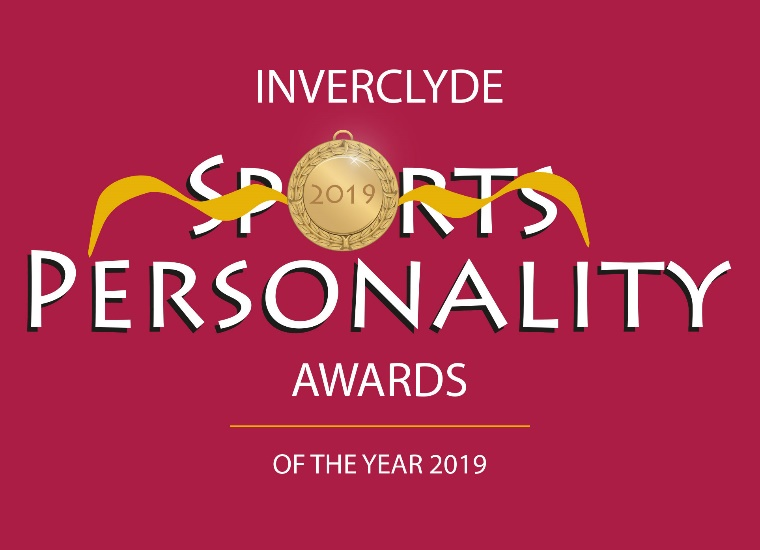 INVERCLYDE
SPORTS
2019
PERSONALITY
AWARDS
OF THE YEAR 2019